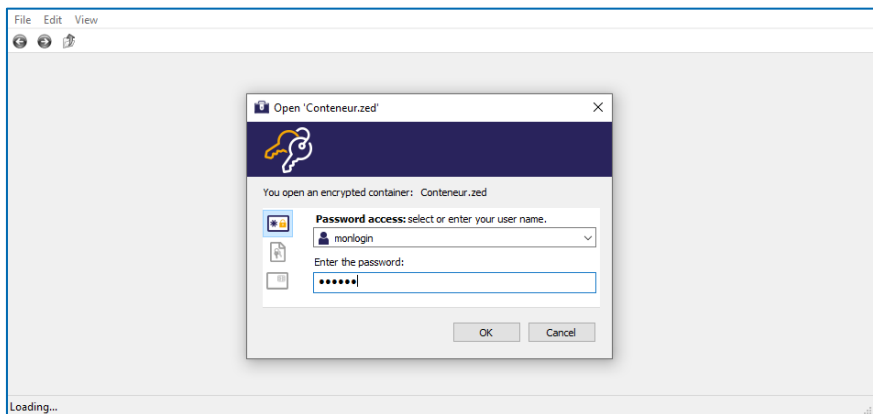 File Edit View
Open 'Conteneur.zed'
You open an encrypted container: Conteneur.zed
Password access: select or enter your user name.
monlogin
Enter the password:
••••••
OK Cancel
Loading...